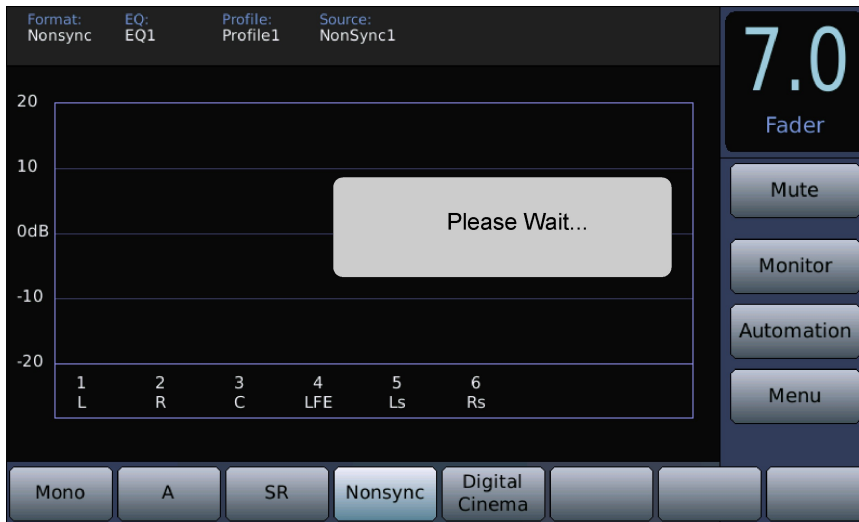 Format: EQ: Profile: Source:
Nonsync EQ1 Profile1 NonSync1
7.0
Fader
20
10
0dB
-10
-20
Please Wait...
1 2 3 4 5 6
L R C LFE Ls Rs
Mute
Monitor
Automation
Menu
Mono A SR Nonsync Digital
Cinema